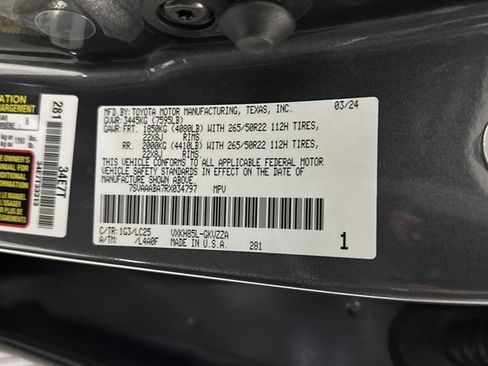 MFD.BY: TOYOTA MOTOR MANUFACTURING, TEXAS, INC. 03/24
GVWR: 3445KG (7595LB)
GAWR: FRT. 1850KG (4080LB) WITH 265/50R22 112H TIRES,
22X8J RIMS
RR. 2000KG (4410LB) WITH 265/50R22 112H TIRES,
22X8J RIMS
THIS VEHICLE CONFORMS TO ALL APPLICABLE FEDERAL MOTOR
VEHICLE SAFETY STANDARDS IN EFFECT ON THE DATE OF
MANUFACTURE SHOWN ABOVE.
7SVAAABA7RX034797 MPV
C/TR: 1G3/LC25 VXKH85L-GKVZZA
A/TM: /L4A0F MADE IN U.S.A. 281 1
281 34E7T